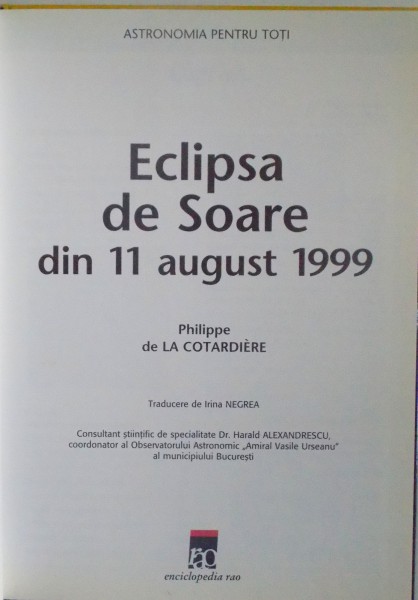 ASTRONOMIA PENTRU TOȚI
Eclipsa
de Soare
din 11 august 1999
Philippe
de LA COTARDIÈRE
Traducere de Irina NEGREA
Consultant științific de specialitate Dr. Harald ALEXANDRESCU,
coordonator al Observatorului Astronomic „Amiral Vasile Urseanu”
al municipiului București
rao
enciclopedia rao